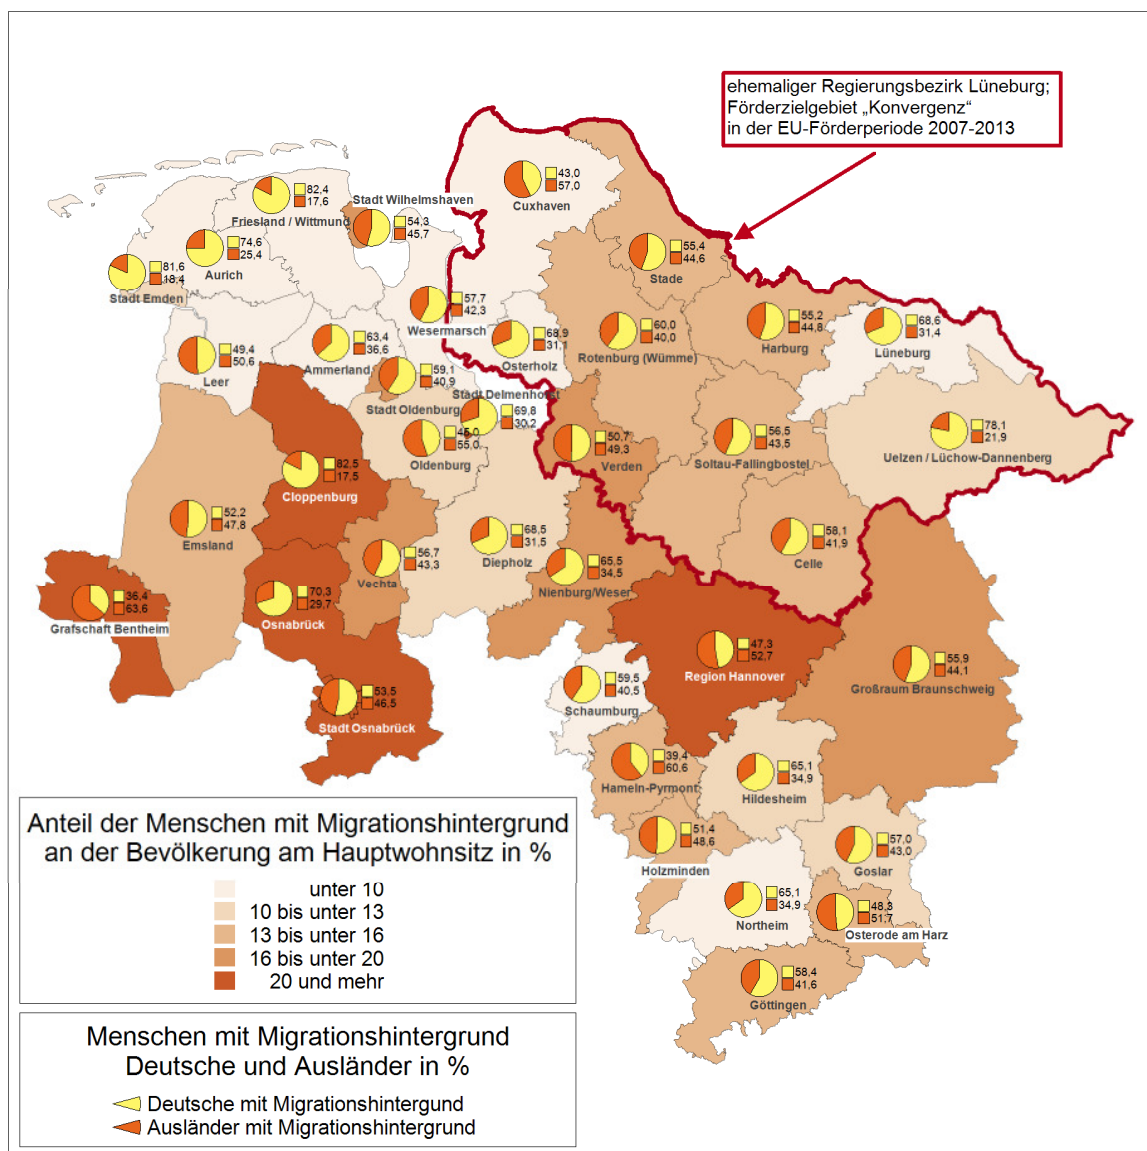 ehemaliger Regierungsbezirk Lüneburg;
Förderzielgebiet „Konvergenz“
in der EU-Förderperiode 2007-2013
43,0
57,0
Cuxhaven
82,4
17,6
Friesland / Wittmund
Stadt Wilhelmshaven
54,3
45,7
74,6
25,4
Aurich
81,6
18,4
Stadt Emden
55,4
44,6
Stade
57,7
42,3
Wesermarsch
68,9
31,1
Osterholz
60,0
40,0
Rotenburg (Wümme)
55,2
44,8
Harburg
68,6
31,4
Lüneburg
49,4
50,6
Leer
63,4
36,6
Ammerland
59,1
40,9
Stadt Oldenburg
Stadt Delmenhorst
69,8
30,2
45,0
55,0
Oldenburg
50,7
49,3
Verden
56,5
43,5
Soltau-Fallingbostel
78,1
21,9
Uelzen / Lüchow-Dannenberg
82,5
17,5
Cloppenburg
52,2
47,8
Emsland
56,7
43,3
Vechta
68,5
31,5
Diepholz
65,5
34,5
Nienburg/Weser
58,1
41,9
Celle
36,4
63,6
Grafschaft Bentheim
70,3
29,7
Osnabrück
53,5
46,5
Stadt Osnabrück
47,3
52,7
Region Hannover
55,9
44,1
Großraum Braunschweig
59,5
40,5
Schaumburg
39,4
60,6
Hameln-Pyrmont
65,1
34,9
Hildesheim
51,4
48,6
Holzminden
57,0
43,0
Goslar
65,1
34,9
Northeim
48,3
51,7
Osterode am Harz
58,4
41,6
Göttingen
Anteil der Menschen mit Migrationshintergrund
an der Bevölkerung am Hauptwohnsitz in %
unter 10
10 bis unter 13
13 bis unter 16
16 bis unter 20
20 und mehr
Menschen mit Migrationshintergrund
Deutsche und Ausländer in %
Deutsche mit Migrationshintergund
Ausländer mit Migrationshintergrund